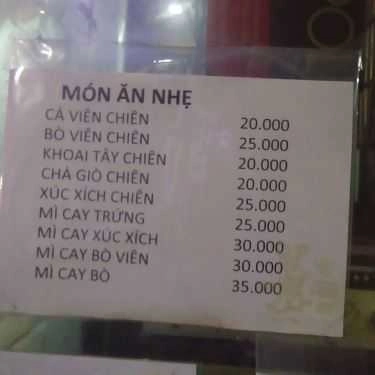 MÓN ĂN NHẸ
CÁ VIÊN CHIÊN 20.000
BÒ VIÊN CHIÊN 25.000
KHOAI TÂY CHIÊN 20.000
CHẢ GIÒ CHIÊN 20.000
XÚC XÍCH CHIÊN 25.000
MÌ CAY TRỨNG 25.000
MÌ CAY XÚC XÍCH 30.000
MÌ CAY BÒ VIÊN 30.000
MÌ CAY BÒ 35.000